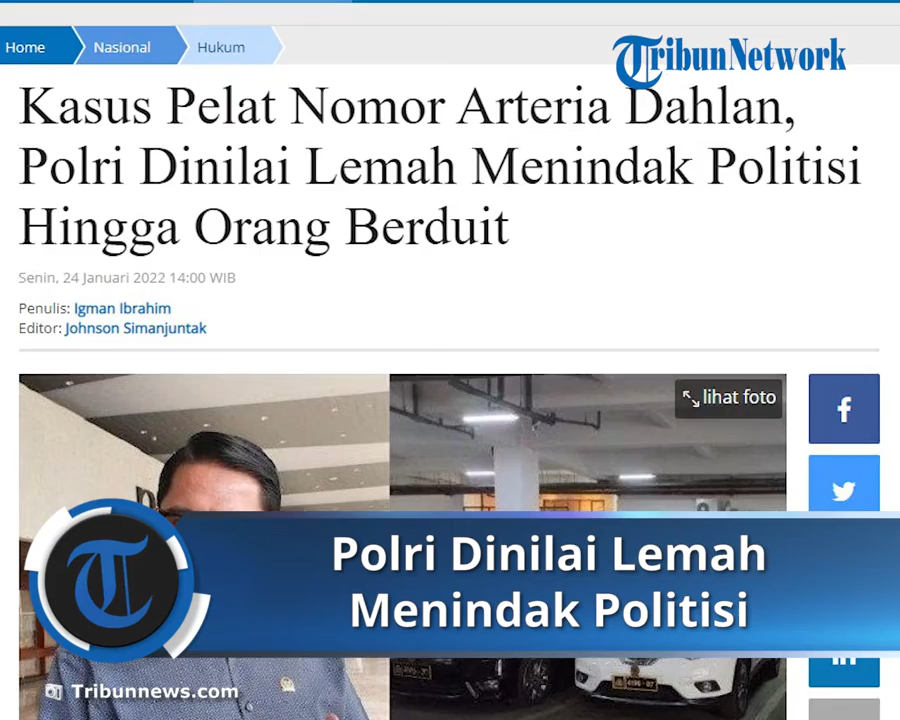 Home Nasional Hukum
TribunNetwork
Kasus Pelat Nomor Arteria Dahlan,
Polri Dinilai Lemah Menindak Politisi
Hingga Orang Berduit
Senin, 24 Januari 2022 14:00 WIB
Penulis: Igman Ibrahim
Editor: Johnson Simanjuntak
lihat foto
Polri Dinilai Lemah
Menindak Politisi
Tribunnews.com
4196-07